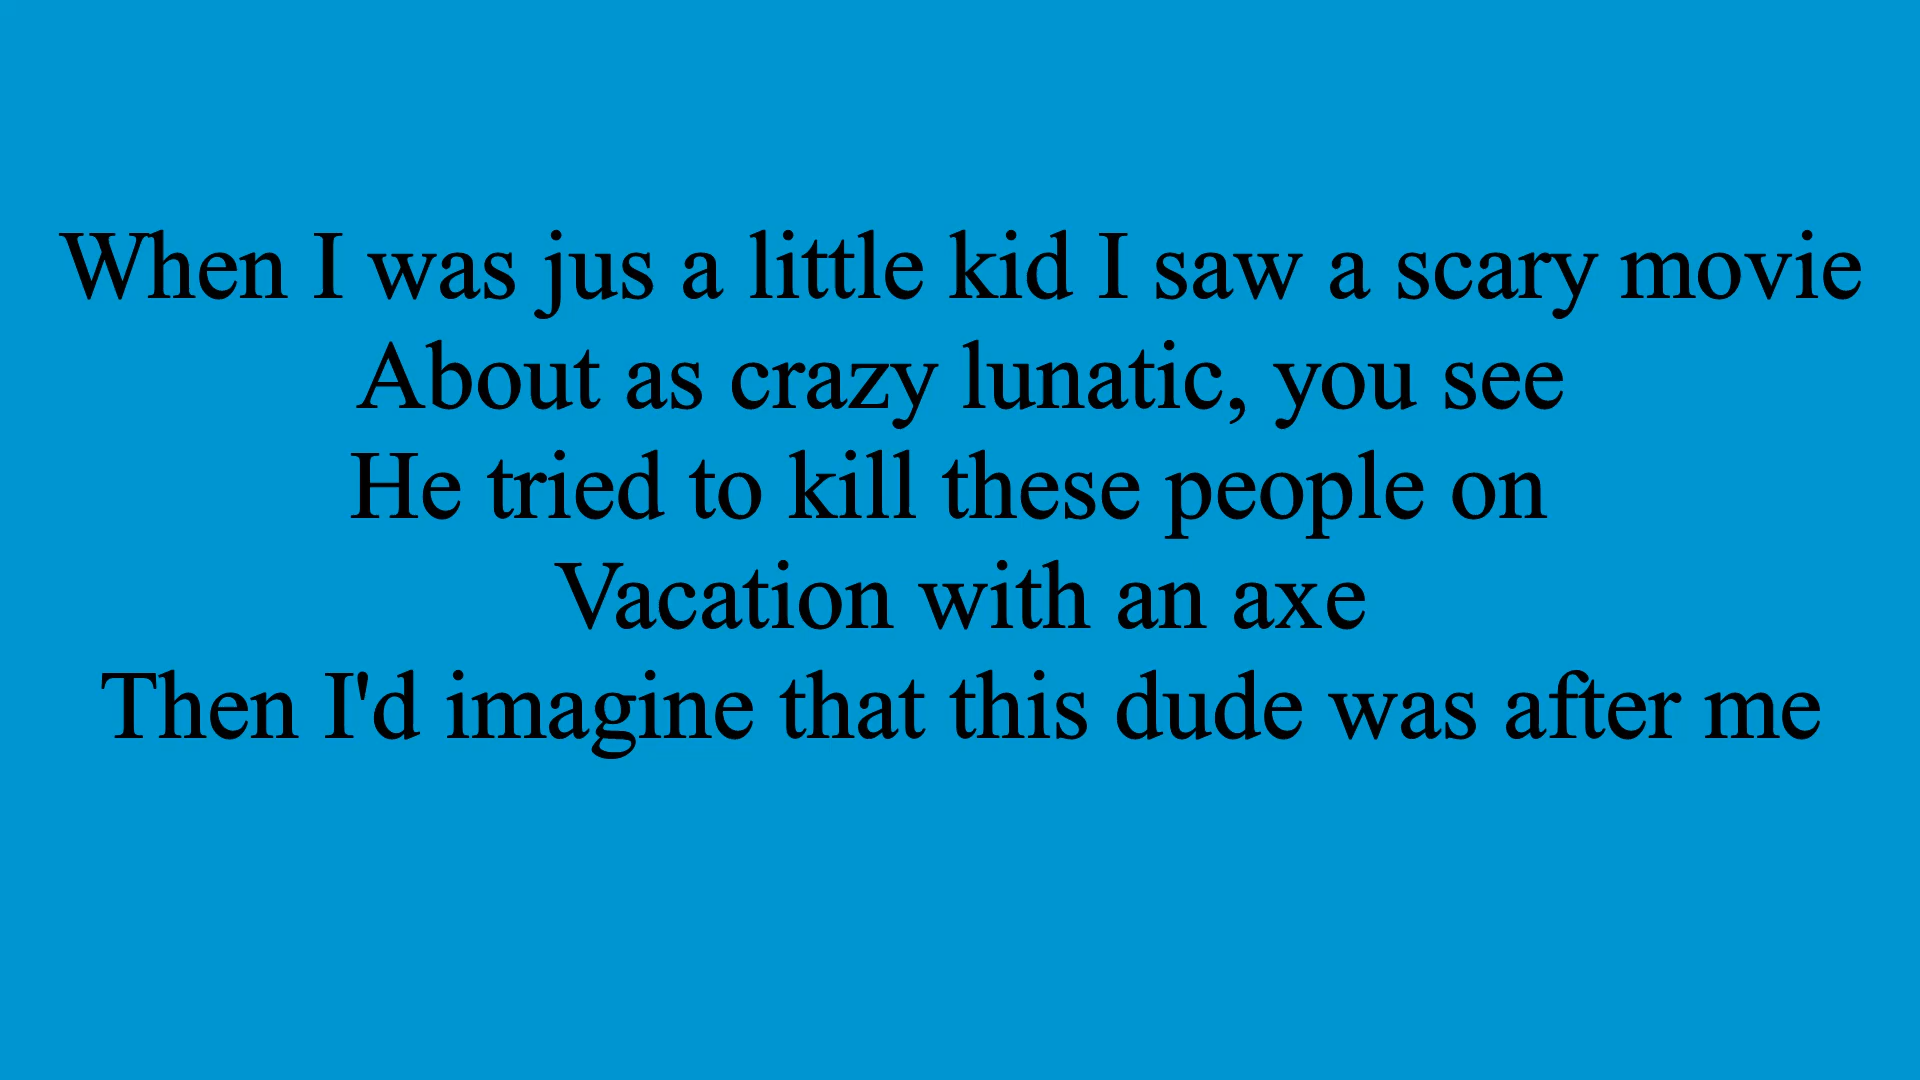 When I was jus a little kid I saw a scary movie
About as crazy lunatic, you see
He tried to kill these people on
Vacation with an axe
Then I'd imagine that this dude was after me